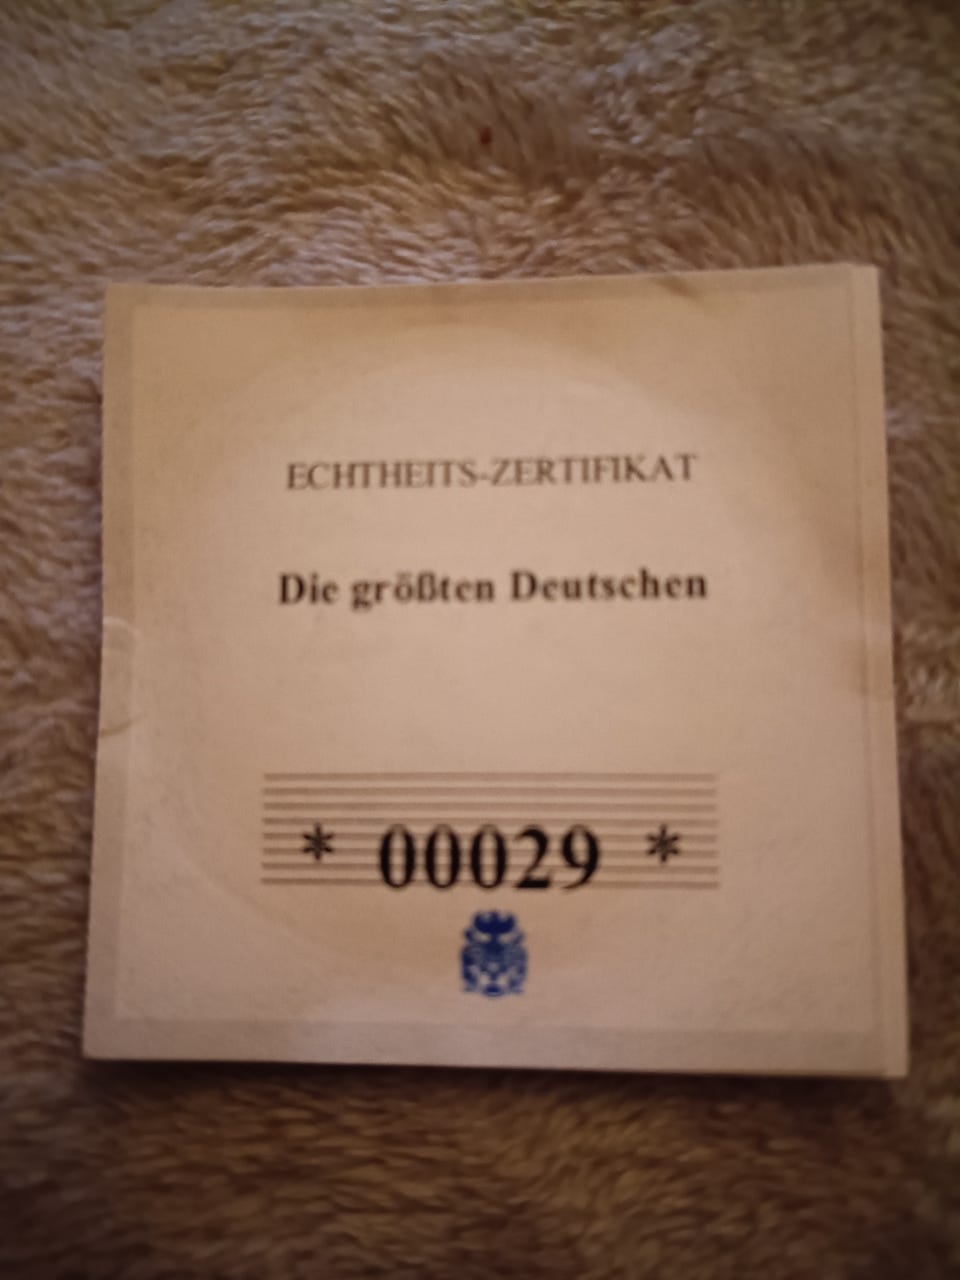 ECHTHEITS-ZERTIFIKAT
Die größten Deutschen
* 00029 *